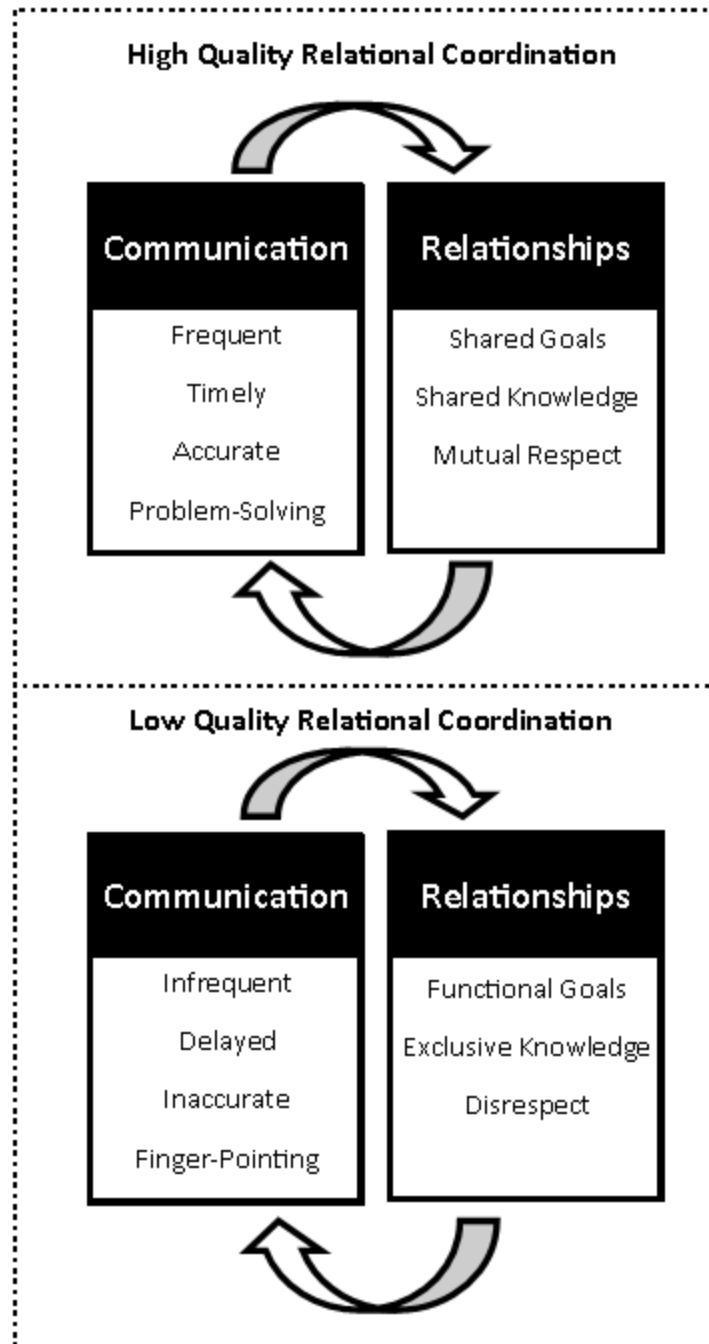 High Quality Relational Coordination
Communication
Frequent
Timely
Accurate
Problem-Solving
Relationships
Shared Goals
Shared Knowledge
Mutual Respect
Low Quality Relational Coordination
Communication
Infrequent
Delayed
Inaccurate
Finger-Pointing
Relationships
Functional Goals
Exclusive Knowledge
Disrespect